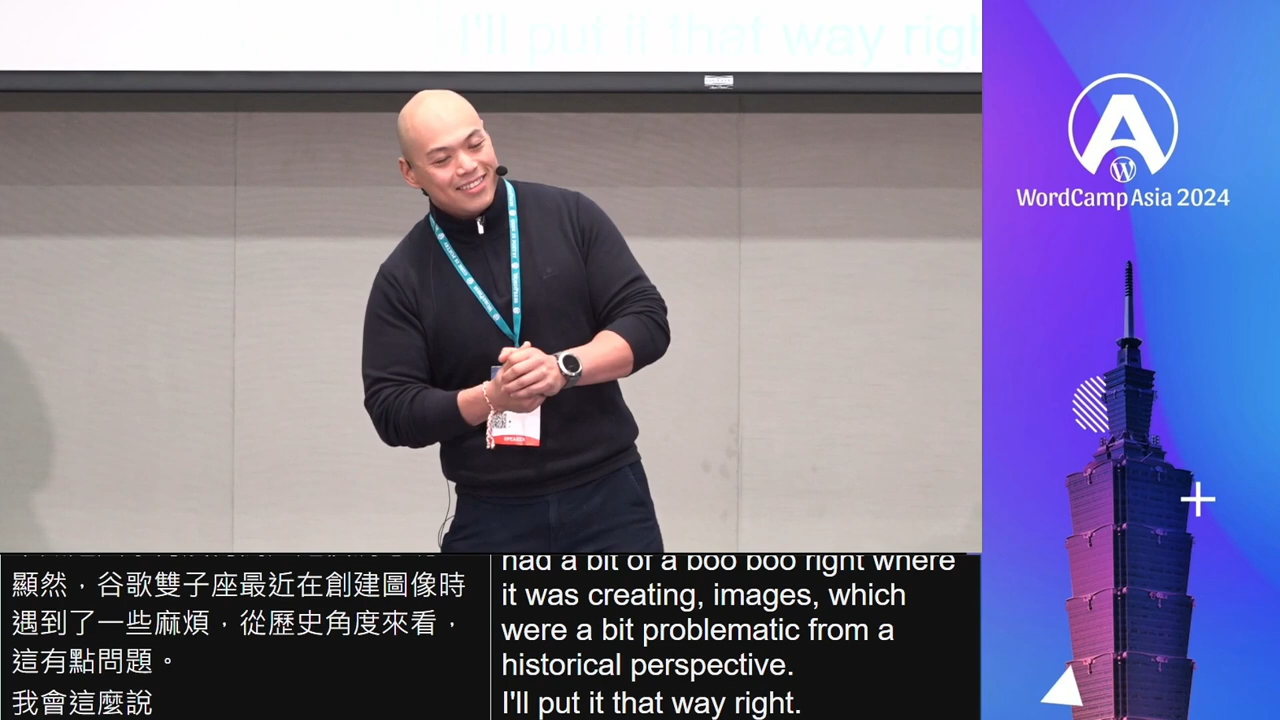 I'll put it that way righ
WordCamp Asia 2024
SPEAKER
顯然，谷歌雙子座最近在創建圖像時
遇到了一些麻煩，從歷史角度來看，
這有點問題。
我會這麼說
had a bit of a boo boo right where
it was creating, images, which
were a bit problematic from a
historical perspective.
I'll put it that way right.